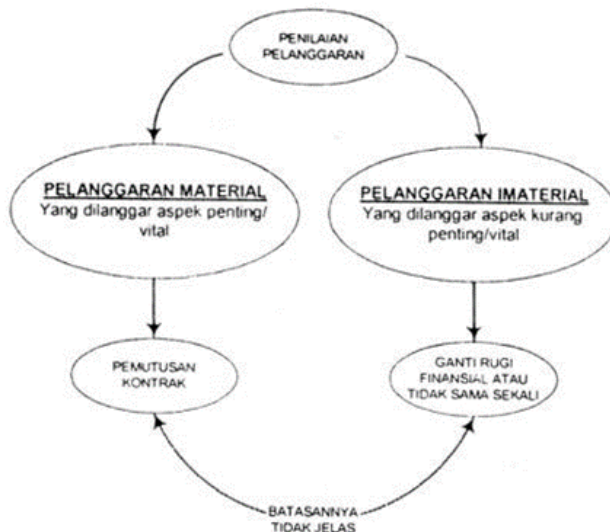 PENILAIAN
PELANGGARAN
PELANGGARAN MATERIAL
Yang dilanggar aspek penting/
vital
PELANGGARAN IMATERIAL
Yang dilanggar aspek kurang
penting/vital
PEMUTUSAN
KONTRAK
GANTI RUGI
FINANSIAL ATAU
TIDAK SAMA SEKALI
BATASANNYA
TIDAK JELAS